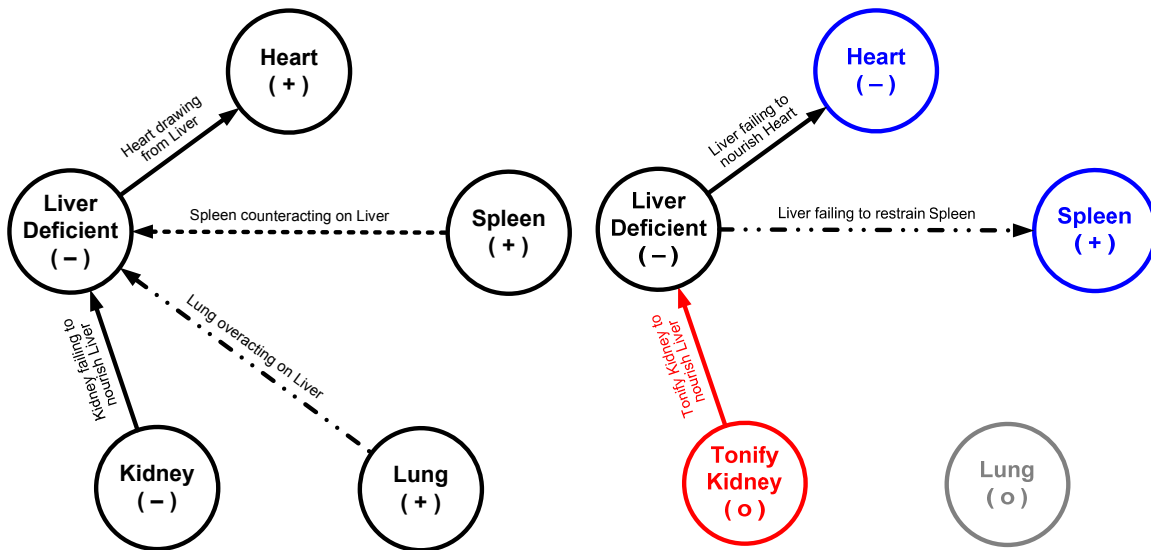 Heart
( + )
Heart drawing
from Liver
Liver
Deficient
( − )
Spleen counteracting on Liver
Spleen
( + )
Lung overacting on Liver
Kidney failing to
nourish Liver
Kidney
( − )
Lung
( + )
Heart
( − )
Liver failing to
nourish Heart
Liver
Deficient
( − )
Liver failing to restrain Spleen
Spleen
( + )
Tonify Kidney to
nourish Liver
Tonify
Kidney
( o )
Lung
( o )